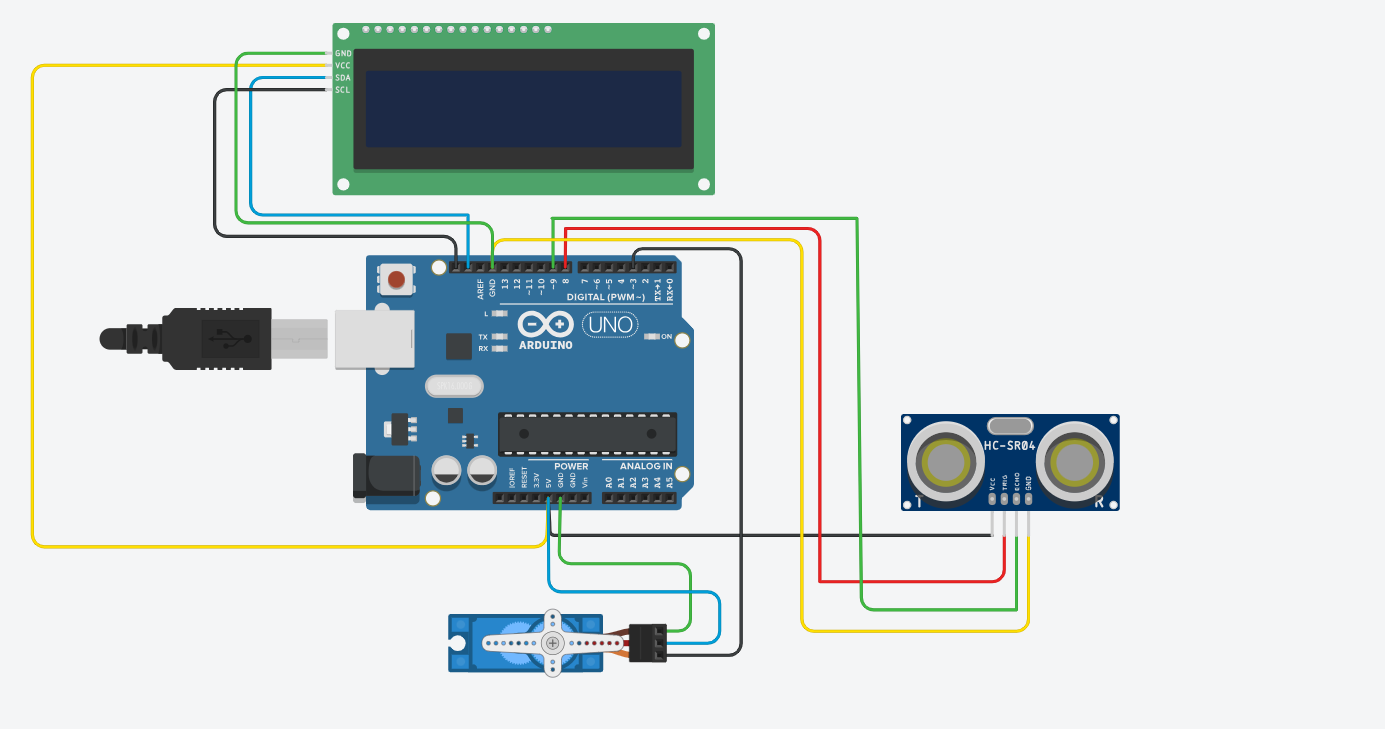 GND
VCC
SDA
SCL
AREF
GND
13
12
~11
~10
~9
8
7
~6
~5
4
~3
2
TX→1
RX←0
DIGITAL (PWM~)
L
TX
RX
UNO
ON
ARDUINO
HC-SR04
VCC
TRIG
ECHO
GND
T
R
POWER
ANALOG IN
IOREF
RESET
3.3V
5V
GND
GND
Vin
A0
A1
A2
A3
A4
A5